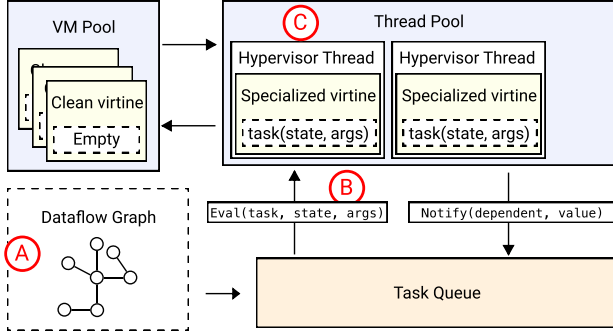 VM Pool
Clean virtine
Empty
C
Thread Pool
Hypervisor Thread
Specialized virtine
task(state, args)
Hypervisor Thread
Specialized virtine
task(state, args)
B
Eval(task, state, args)
Notify(dependent, value)
A
Dataflow Graph
Task Queue